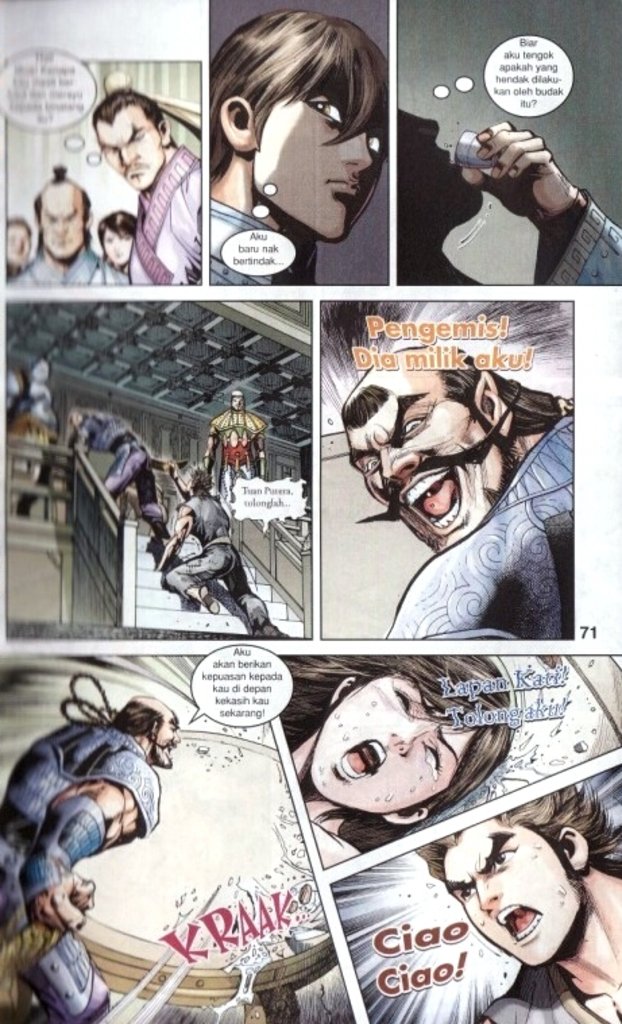 kepada
Aku
baru nak
bertindak...
Biar
aku tengok
apakah yang
hendak dilaku-
kan oleh budak
itu?
Tuan Putera,
tolonglah...
Pengemis!
Dia milik aku!
71
Aku
akan berikan
kepuasan kepada
kau di depan
kekasih kau
sekarang!
Lapan Kati!
Tolong aku!
KRAAK...
Ciao
Ciao!